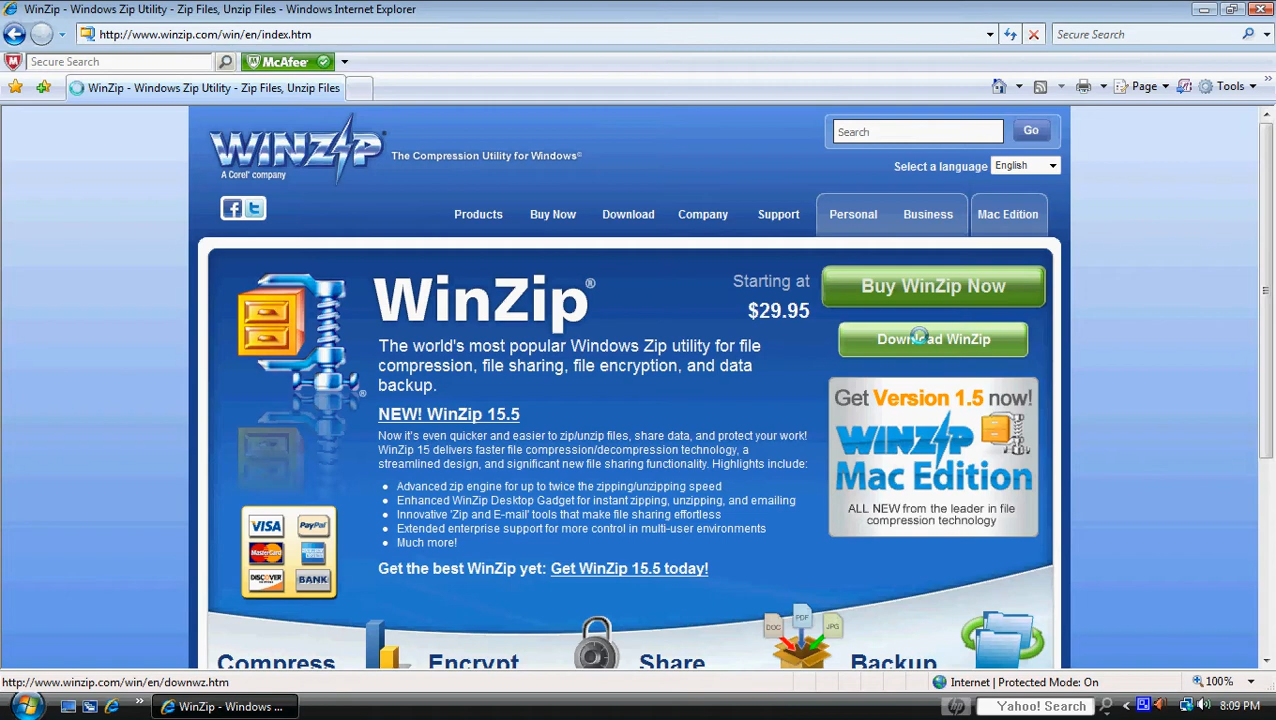 WinZip - Windows Zip Utility - Zip Files, Unzip Files - Windows Internet Explorer
http://www.winzip.com/win/en/index.htm
Secure Search
Secure Search
McAfee
WinZip - Windows Zip Utility - Zip Files, Unzip Files
Page
Tools
WINZIP
A Corel company
The Compression Utility for Windows®
Search
Go
Select a language
English
Products
Buy Now
Download
Company
Support
Personal
Business
Mac Edition
WinZip®
Starting at
$29.95
Buy WinZip Now
Download WinZip
The world's most popular Windows Zip utility for file
compression, file sharing, file encryption, and data
backup.
NEW! WinZip 15.5
Now it's even quicker and easier to zip/unzip files, share data, and protect your work!
WinZip 15 delivers faster file compression/decompression technology, a
streamlined design, and significant new file sharing functionality. Highlights include:
Advanced zip engine for up to twice the zipping/unzipping speed
Enhanced WinZip Desktop Gadget for instant zipping, unzipping, and emailing
Innovative 'Zip and E-mail' tools that make file sharing effortless
Extended enterprise support for more control in multi-user environments
Much more!
Get the best WinZip yet: Get WinZip 15.5 today!
Get Version 1.5 now!
WINZIP
Mac Edition
ALL NEW from the leader in file
compression technology
VISA
PayPal
MasterCard
DISCOVER
BANK
Compress
Encrypt
Share
DOC
PDF
JPG
Backup
http://www.winzip.com/win/en/downwz.htm
Internet | Protected Mode: On
100%
WinZip - Windows ...
hp
Yahoo! Search
8:09 PM